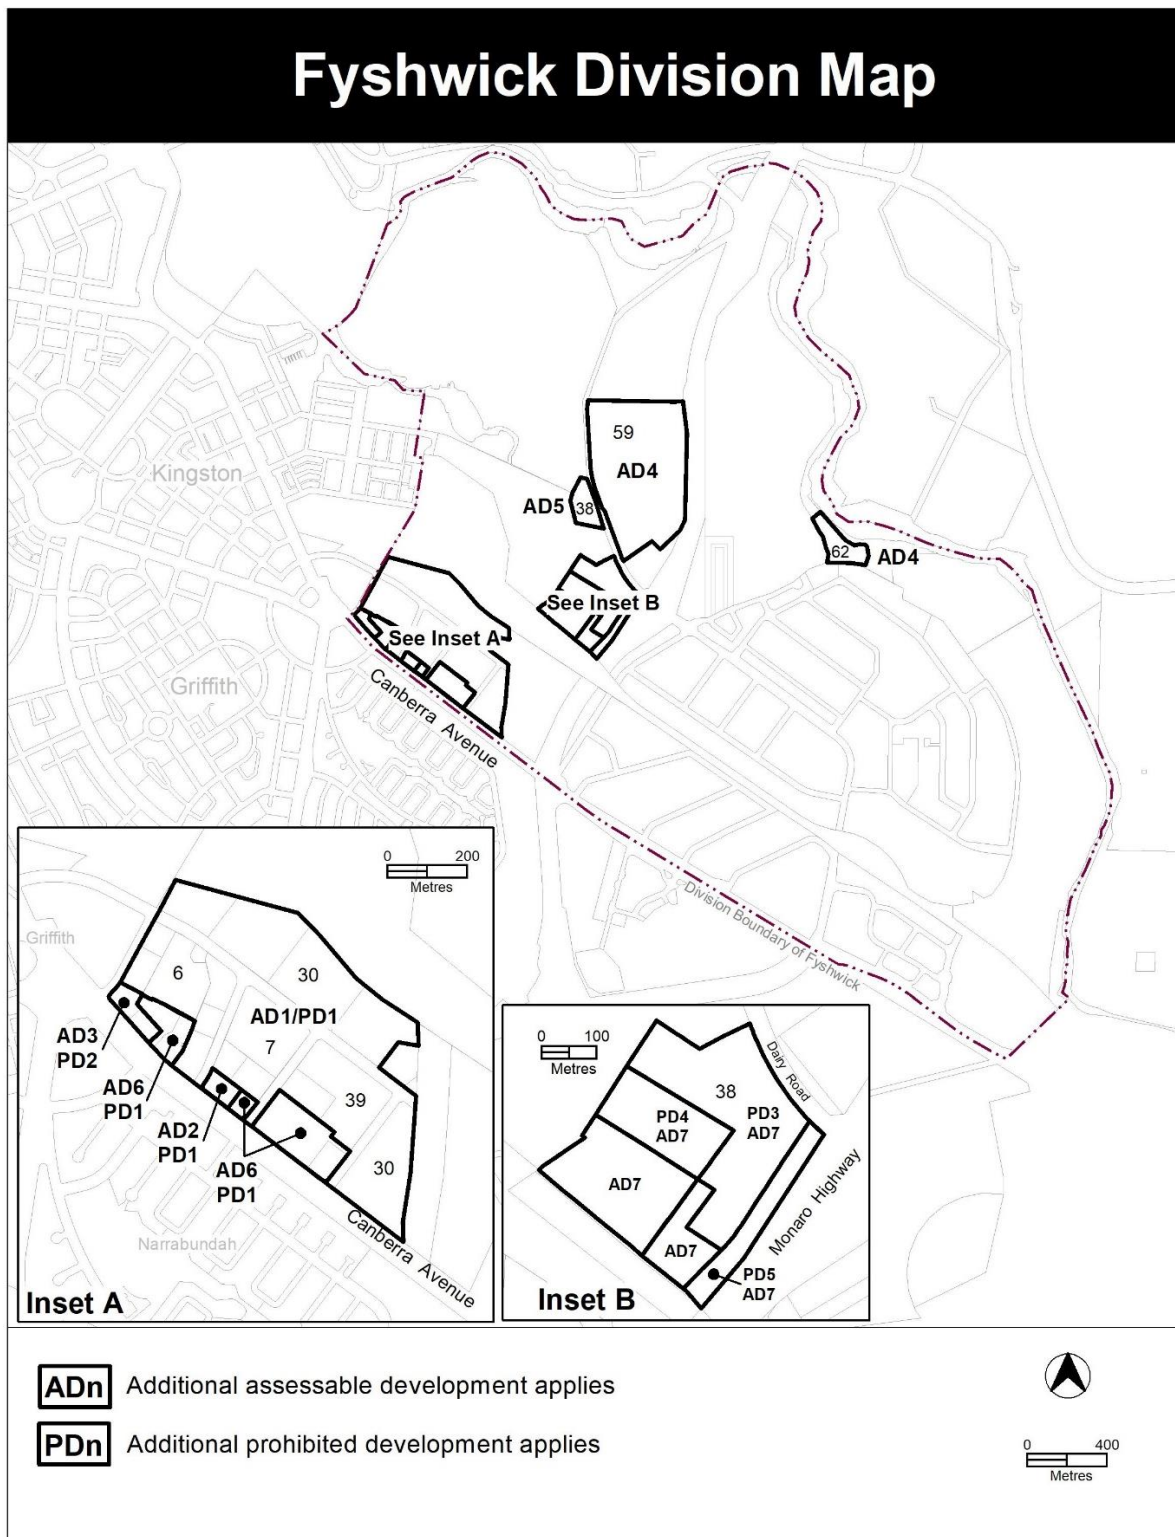 Fyshwick Division Map
Kingston
59
AD4
AD5
38
62
AD4
See Inset B
See Inset A
Griffith
Canberra Avenue
Division Boundary of Fyshwick
0 200
Metres
Griffith
6
30
AD1/PD1
7
AD3
PD2
AD6
PD1
39
AD2
PD1
AD6
PD1
30
Narrabundah
Canberra Avenue
Inset A
0 100
Metres
Dairy Road
38
PD4
AD7
PD3
AD7
AD7
Monaro Highway
AD7
PD5
AD7
Inset B
ADn Additional assessable development applies
PDn Additional prohibited development applies
0 400
Metres